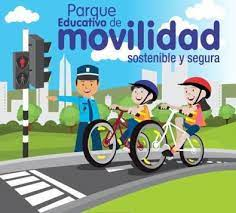 Parque
Educativo de
movilidad
sostenible y segura